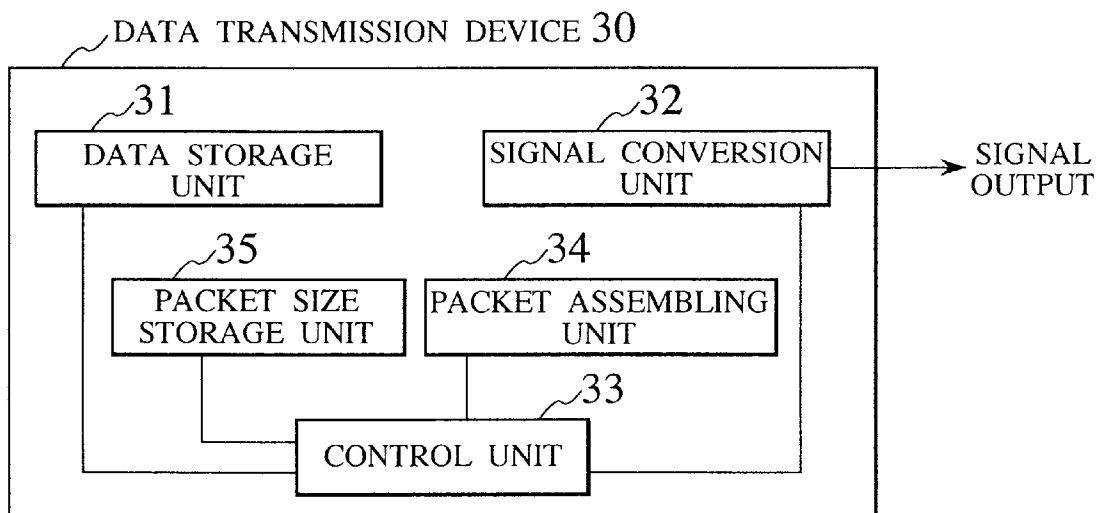 DATA TRANSMISSION DEVICE 30
31
DATA STORAGE
UNIT
32
SIGNAL CONVERSION
UNIT
SIGNAL
OUTPUT
35
PACKET SIZE
STORAGE UNIT
34
PACKET ASSEMBLING
UNIT
33
CONTROL UNIT